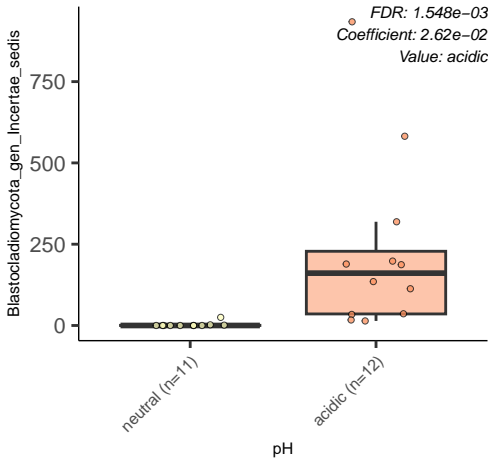 FDR: 1.548e−03
Coefficient: 2.62e−02
Value: acidic
Blastocladiomycota_gen_Incertae_sedis
750
500
250
0
neutral (n=11)
acidic (n=12)
pH